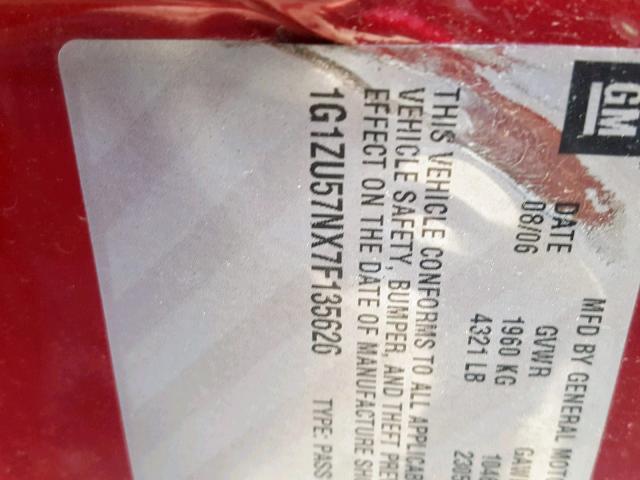 GM
MFD BY GENERAL MOT
DATE GVWR GAW
08/06 1960 KG
4321 LB
THIS VEHICLE CONFORMS TO ALL APPLICAB
VEHICLE SAFETY, BUMPER, AND THEFT PRE
EFFECT ON THE DATE OF MANUFACTURE SH
1G1ZU57NX7F135626 TYPE: PASS